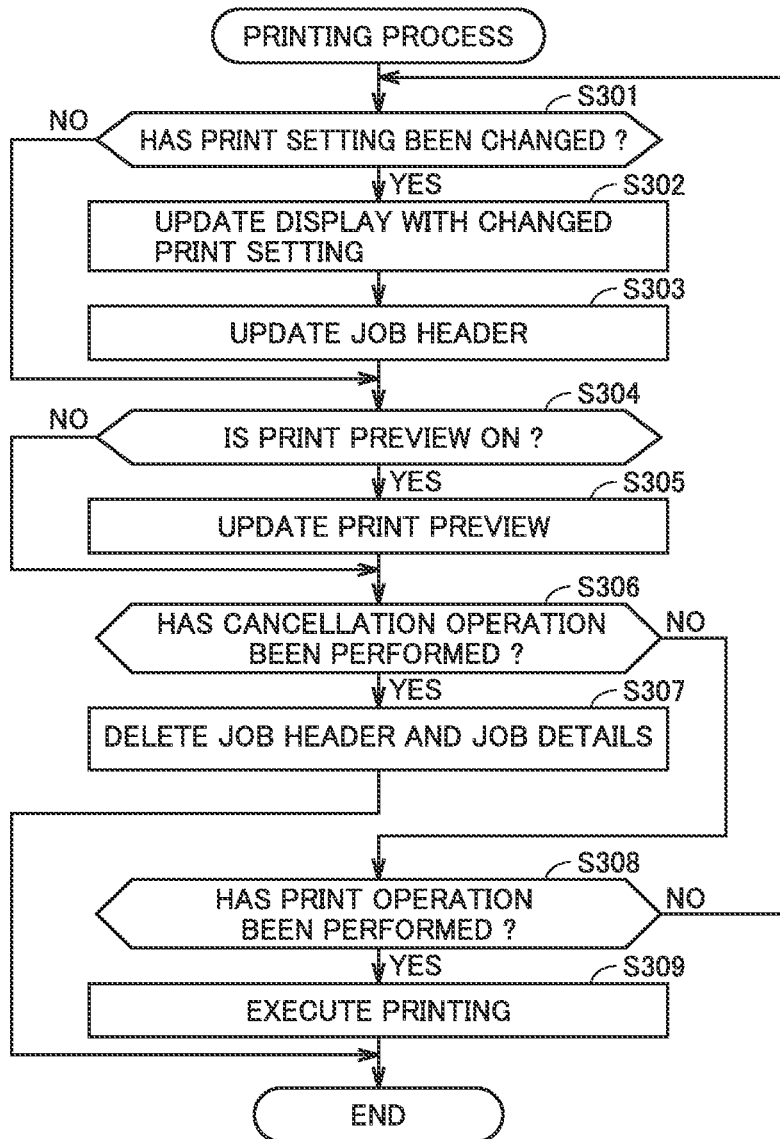 PRINTING PROCESS
S301
NO
HAS PRINT SETTING BEEN CHANGED ?
YES
S302
UPDATE DISPLAY WITH CHANGED
PRINT SETTING
S303
UPDATE JOB HEADER
S304
NO
IS PRINT PREVIEW ON ?
YES
S305
UPDATE PRINT PREVIEW
S306
HAS CANCELLATION OPERATION
BEEN PERFORMED ?
NO
YES
S307
DELETE JOB HEADER AND JOB DETAILS
S308
HAS PRINT OPERATION
BEEN PERFORMED ?
NO
YES
S309
EXECUTE PRINTING
END